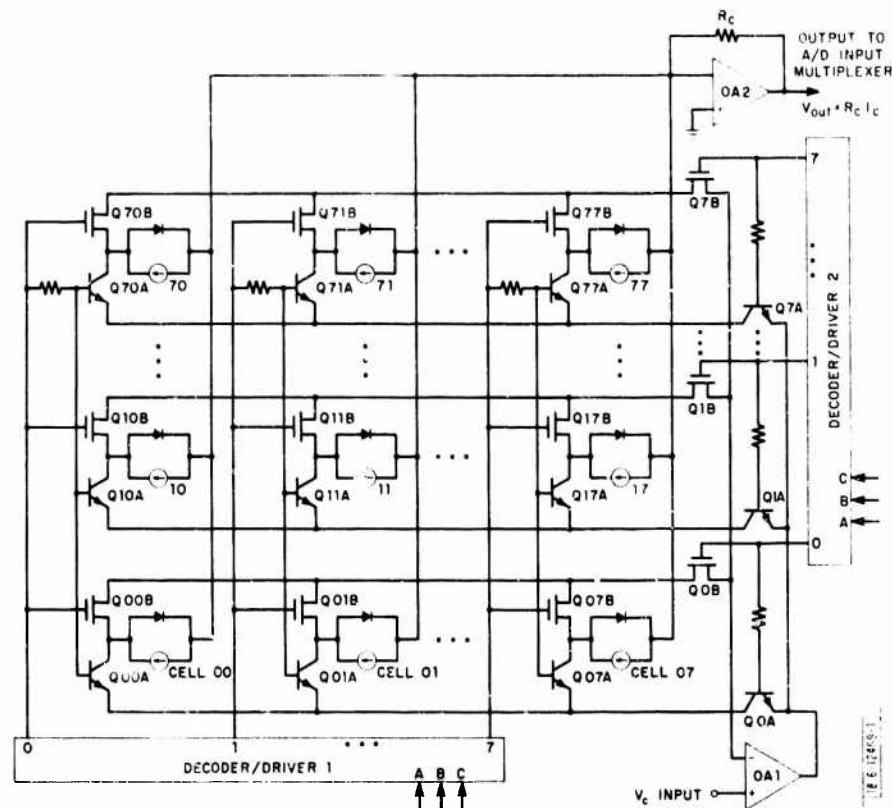 Rc
OUTPUT TO
A/D INPUT
MULTIPLEXER
OA2
Vout = Rc Ic
7
Q7B
Q70B
Q71B
Q77B
70
71
77
Q70A
Q71A
Q77A
Q7A
1
Q1B
Q10B
Q11B
Q17B
10
11
17
Q10A
Q11A
Q17A
Q1A
C
B
A
DECODER/DRIVER 2
0
Q0B
Q00B
Q01B
Q07B
CELL 00
CELL 01
CELL 07
Q00A
Q01A
Q07A
Q0A
0
1
7
DECODER/DRIVER 1
A B C
OA1
-
+
Vc INPUT